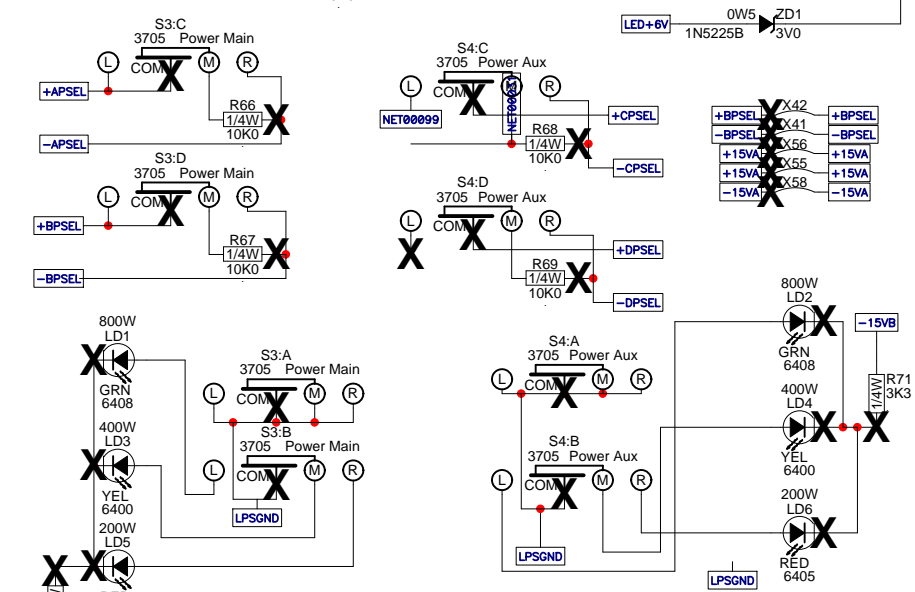 S3:C
3705 Power Main
L
COM
M
R
+APSEL
R66
1/4W
10K0
-APSEL
S3:D
3705 Power Main
L
COM
M
R
+BPSEL
R67
1/4W
10K0
-BPSEL
S4:C
3705 Power Aux
L
COM
R
NET00099
+CPSEL
R68
1/4W
10K0
-CPSEL
S4:D
3705 Power Aux
L
COM
M
R
+DPSEL
R69
1/4W
10K0
-DPSEL
LED+6V
0W5
1N5225B
ZD1
3V0
+BPSEL X42 +BPSEL
-BPSEL X41 -BPSEL
+15VA X56 +15VA
+15VA X55 +15VA
-15VA X58 -15VA
800W
LD1
GRN
6408
400W
LD3
YEL
6400
200W
LD5
S3:A
3705 Power Main
L
COM
M
R
S3:B
3705 Power Main
L
COM
M
R
LPSGND
S4:A
3705 Power Aux
L
COM
M
R
S4:B
3705 Power Aux
L
COM
M
R
LPSGND
800W
LD2
GRN
6408
400W
LD4
YEL
6400
200W
LD6
RED
6405
-15VB
R71
1/4W
3K3
LPSGND